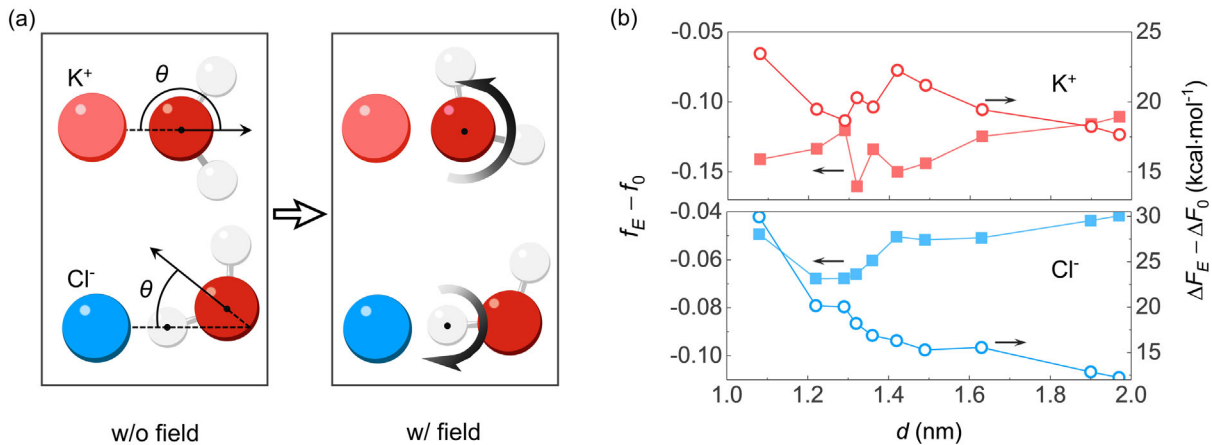 (a)
K⁺
θ
Cl⁻
θ
w/o field
w/ field
(b)
-0.05
-0.10
-0.15
25
20
15
10
K⁺
-0.04
-0.06
-0.08
-0.10
30
25
20
15
Cl⁻
f_E − f_0
ΔF_E − ΔF_0 (kcal·mol⁻¹)
1.0 1.2 1.4 1.6 1.8 2.0
d (nm)